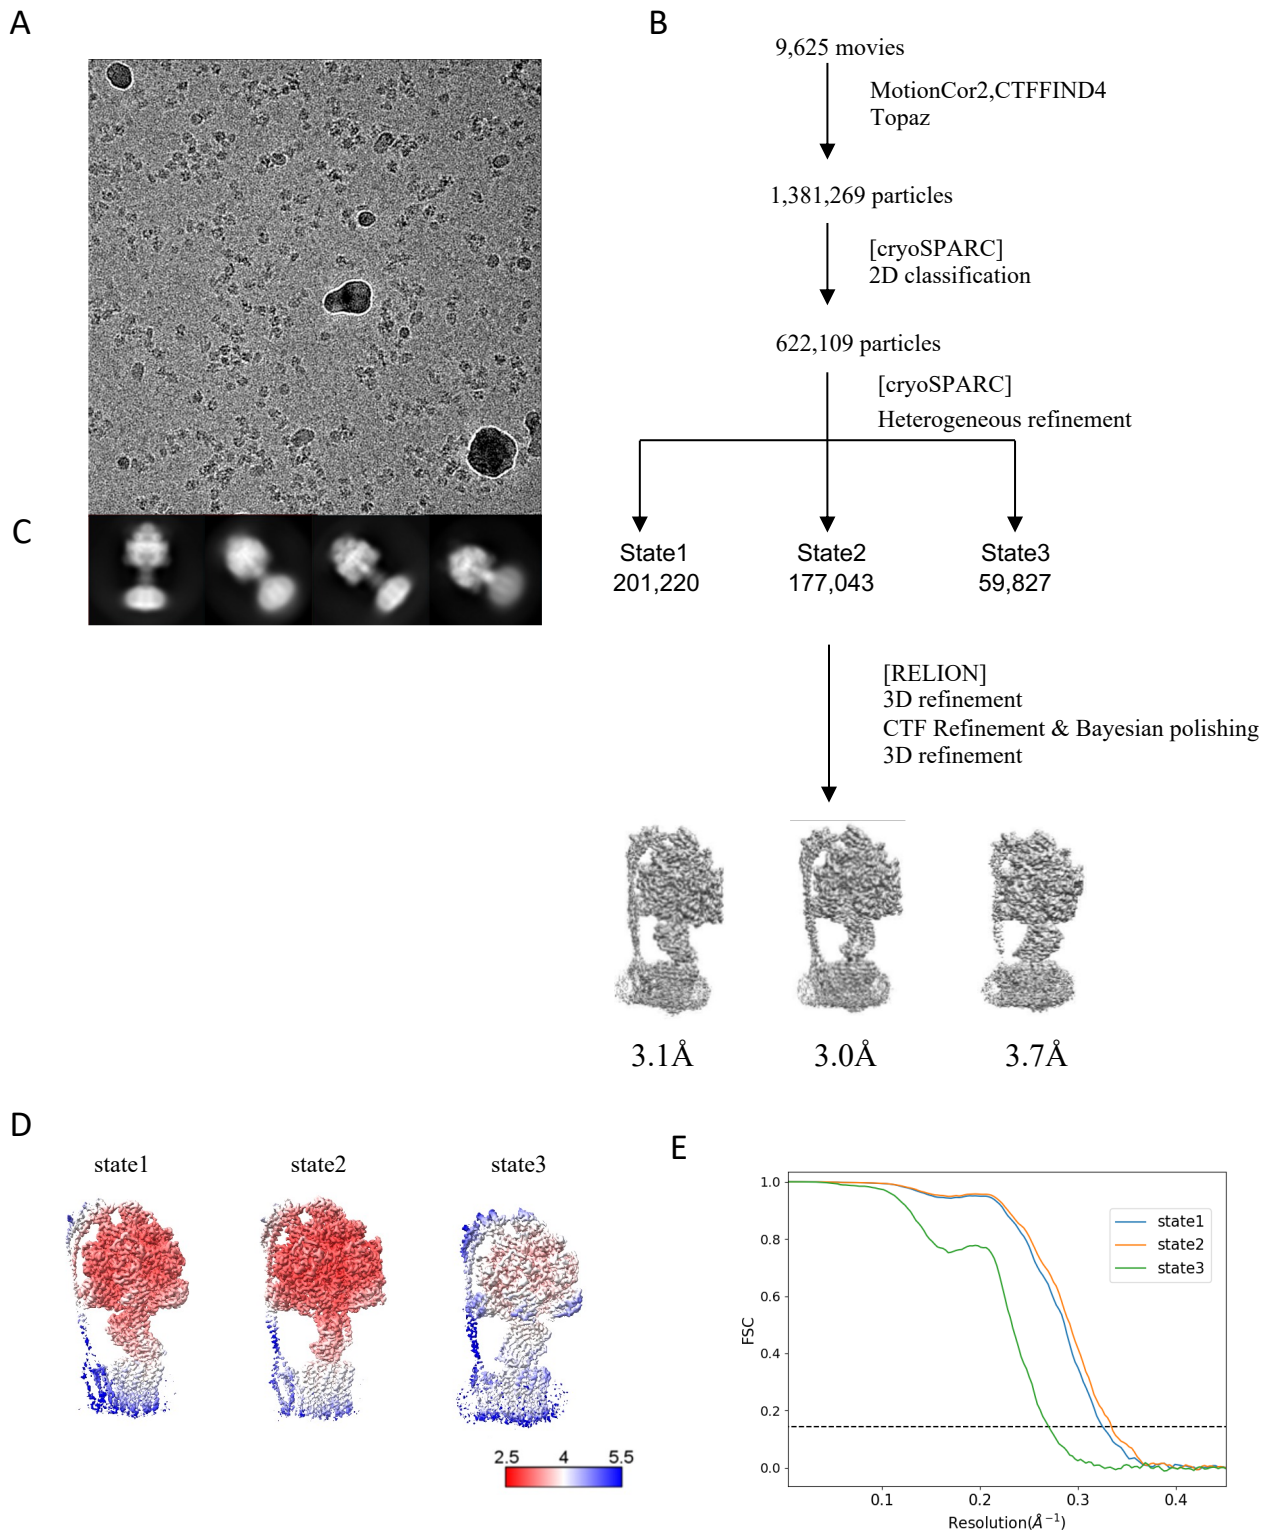 A
B
9,625 movies
MotionCor2,CTFFIND4
Topaz
1,381,269 particles
[cryoSPARC]
2D classification
622,109 particles
[cryoSPARC]
Heterogeneous refinement
C
State1
State2
State3
201,220
177,043
59,827
[RELION]
3D refinement
CTF Refinement & Bayesian polishing
3D refinement
3.1Å
3.0Å
3.7Å
D
state1
state2
state3
2.5
4
5.5
E
1.0
0.8
0.6
0.4
0.2
0.0
FSC
state1
state2
state3
0.1
0.2
0.3
0.4
Resolution(Å⁻¹)